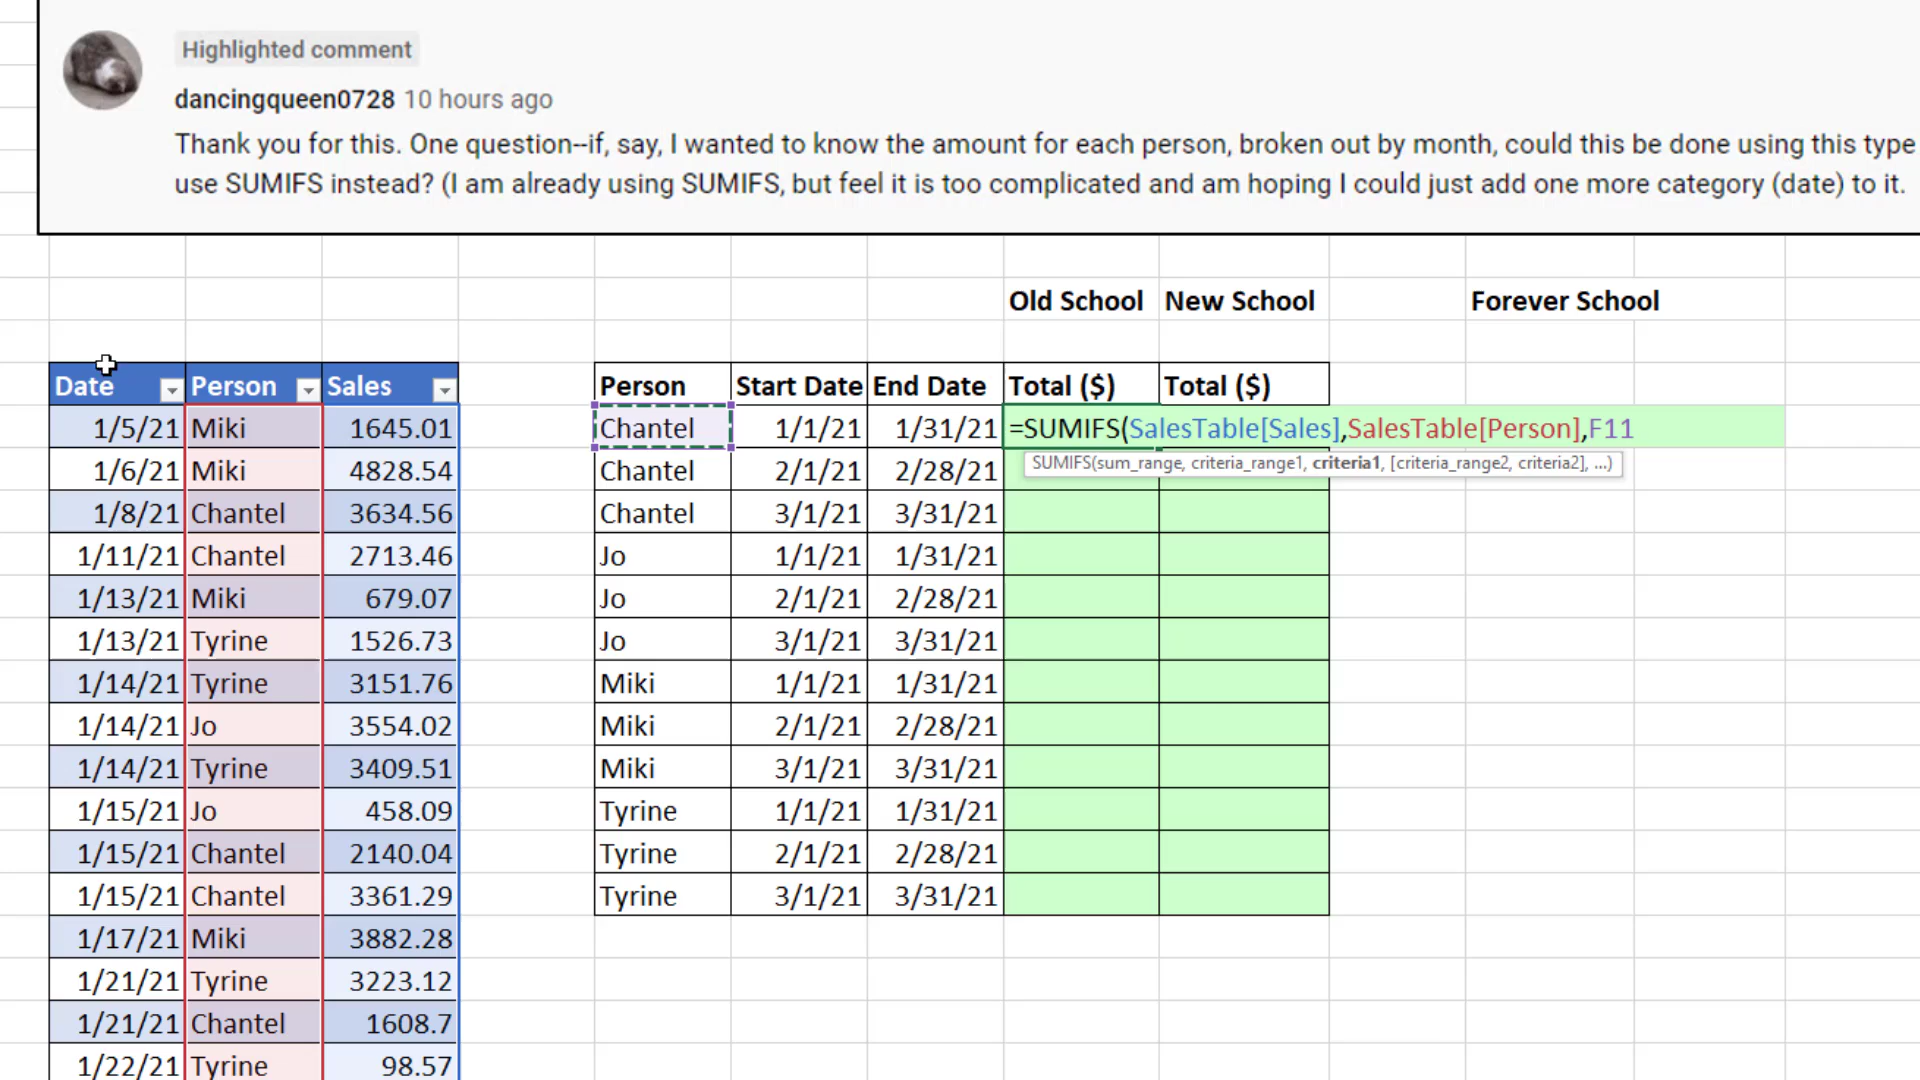 Highlighted comment
dancingqueen0728 10 hours ago
Thank you for this. One question--if, say, I wanted to know the amount for each person, broken out by month, could this be done using this type
use SUMIFS instead? (I am already using SUMIFS, but feel it is too complicated and am hoping I could just add one more category (date) to it.
Old School New School Forever School
Date Person Sales Person Start Date End Date Total ($) Total ($)
1/5/21 Miki 1645.01 Chantel 1/1/21 1/31/21 =SUMIFS(SalesTable[Sales],SalesTable[Person],F11
SUMIFS(sum_range, criteria_range1, criteria1, [criteria_range2, criteria2], ...)
1/6/21 Miki 4828.54 Chantel 2/1/21 2/28/21
1/8/21 Chantel 3634.56 Chantel 3/1/21 3/31/21
1/11/21 Chantel 2713.46 Jo 1/1/21 1/31/21
1/13/21 Miki 679.07 Jo 2/1/21 2/28/21
1/13/21 Tyrine 1526.73 Jo 3/1/21 3/31/21
1/14/21 Tyrine 3151.76 Miki 1/1/21 1/31/21
1/14/21 Jo 3554.02 Miki 2/1/21 2/28/21
1/14/21 Tyrine 3409.51 Miki 3/1/21 3/31/21
1/15/21 Jo 458.09 Tyrine 1/1/21 1/31/21
1/15/21 Chantel 2140.04 Tyrine 2/1/21 2/28/21
1/15/21 Chantel 3361.29 Tyrine 3/1/21 3/31/21
1/17/21 Miki 3882.28
1/21/21 Tyrine 3223.12
1/21/21 Chantel 1608.7
1/22/21 Tyrine 98.57